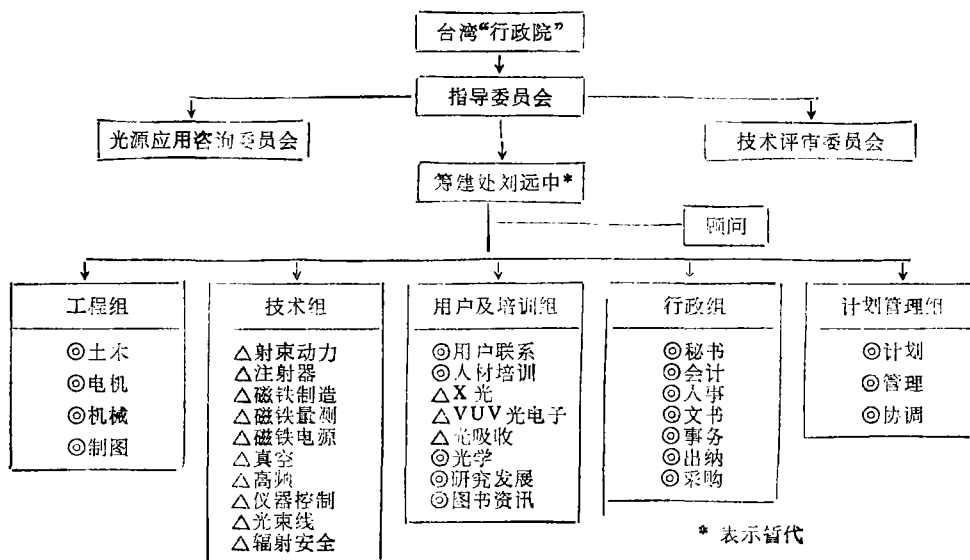 台湾“行政院”
指导委员会
光源应用咨询委员会
技术评审委员会
筹建处刘远中*
顾问
工程组
◎土木
◎电机
◎机械
◎制图
技术组
△射束动力
△注射器
△磁铁制造
△磁铁量测
△磁铁电源
△真空
△高频
△仪器控制
△光束线
△辐射安全
用户及培训组
◎用户联系
◎人材培训
△X光
△VUV光电子
△光吸收
◎光学
◎研究发展
◎图书资讯
行政组
◎秘书
◎会计
◎人事
◎文书
◎事务
◎出纳
◎采购
计划管理组
◎计划
◎管理
◎协调
* 表示暂代